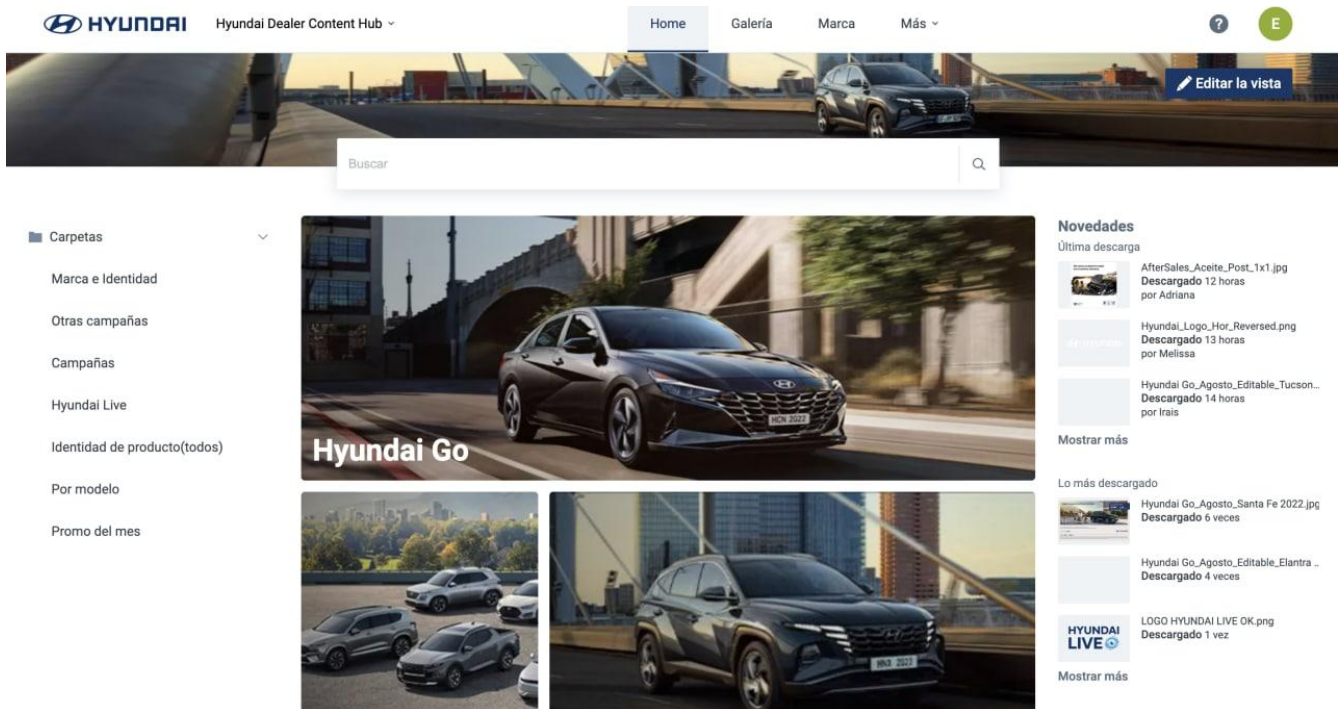 HYUNDAI
Hyundai Dealer Content Hub
Home
Galería
Marca
Más
?
E
Editar la vista
Buscar
Carpetas
Marca e Identidad
Otras campañas
Campañas
Hyundai Live
Identidad de producto(todos)
Por modelo
Promo del mes
Hyundai Go
HCN 2022
HN3 2023
Novedades
Última descarga
AfterSales_Aceite_Post_1x1.jpg
Descargado 12 horas
por Adriana
Hyundai_Logo_Hor_Reversed.png
Descargado 13 horas
por Melissa
Hyundai Go_Agosto_Editable_Tucson...
Descargado 14 horas
por Irais
Mostrar más
Lo más descargado
Hyundai Go_Agosto_Santa Fe 2022.jpg
Descargado 6 veces
Hyundai Go_Agosto_Editable_Elantra ..
Descargado 4 veces
HYUNDAI
LIVE
LOGO HYUNDAI LIVE OK.png
Descargado 1 vez
Mostrar más